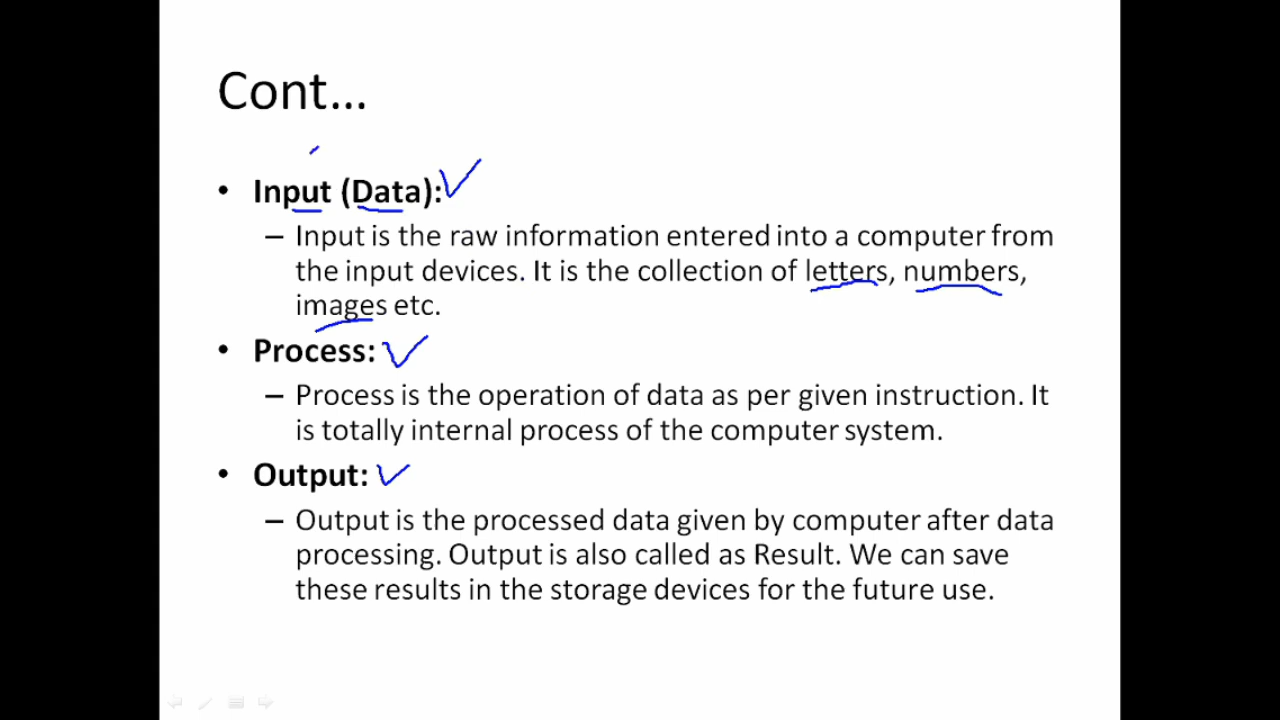 Cont...
• Input (Data):
– Input is the raw information entered into a computer from
the input devices. It is the collection of letters, numbers,
images etc.
• Process:
– Process is the operation of data as per given instruction. It
is totally internal process of the computer system.
• Output:
– Output is the processed data given by computer after data
processing. Output is also called as Result. We can save
these results in the storage devices for the future use.